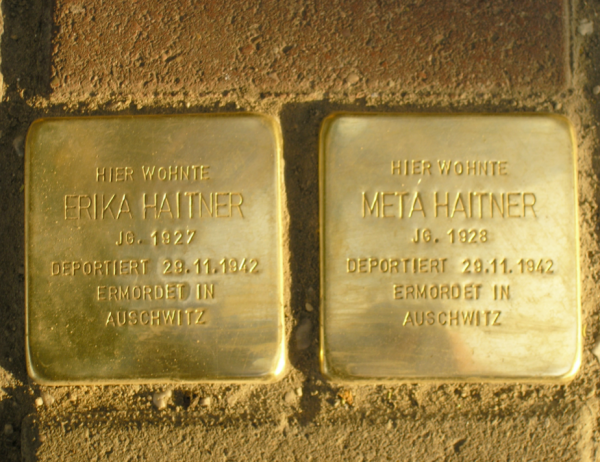 HIER WOHNTE
ERIKA HAITNER
JG. 1927
DEPORTIERT 29.11.1942
ERMORDET IN
AUSCHWITZ
HIER WOHNTE
META HAITNER
JG. 1928
DEPORTIERT 29.11.1942
ERMORDET IN
AUSCHWITZ